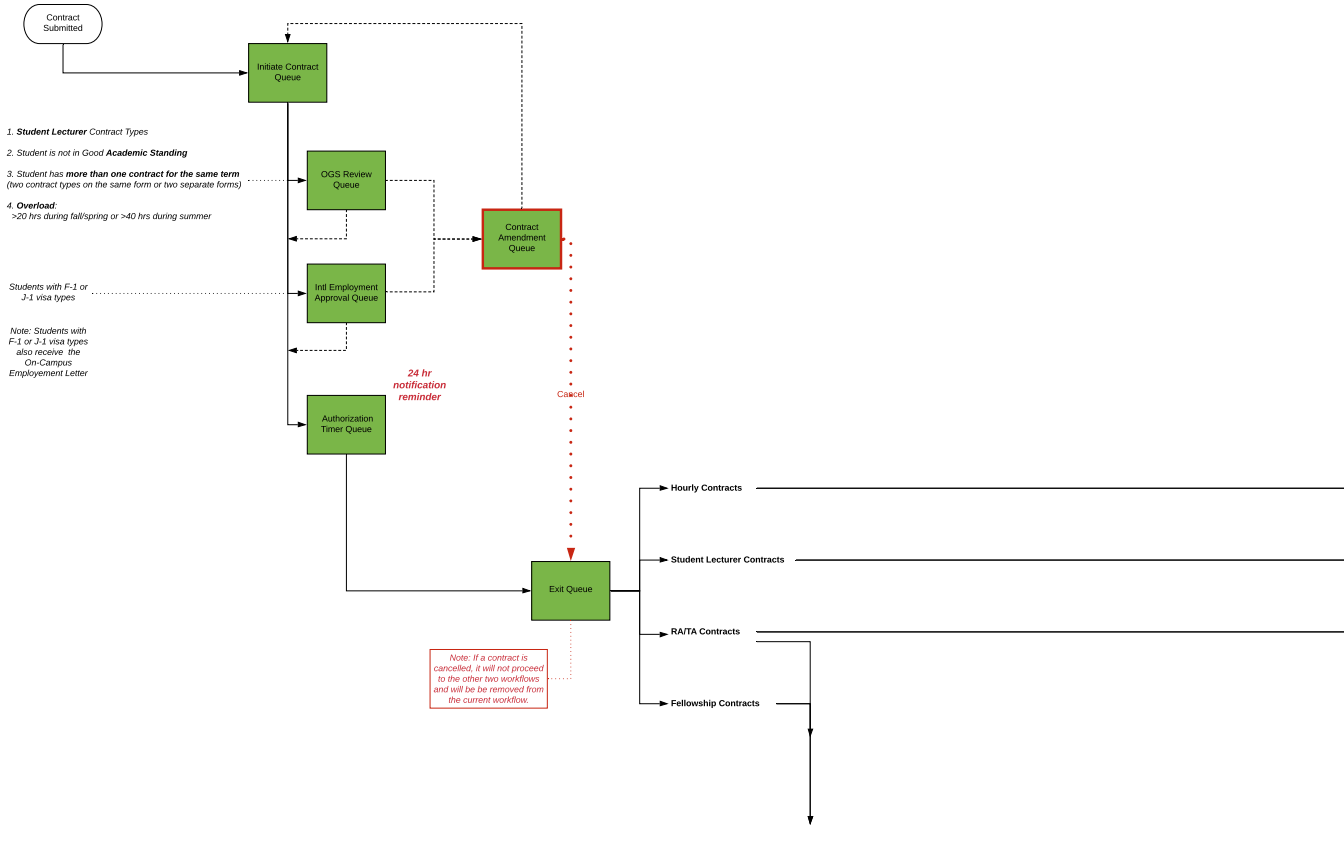 Contract
Submitted
Initiate Contract
Queue
1. Student Lecturer Contract Types
2. Student is not in Good Academic Standing
3. Student has more than one contract for the same term
(two contract types on the same form or two separate forms)
4. Overload:
>20 hrs during fall/spring or >40 hrs during summer
OGS Review
Queue
Contract
Amendment
Queue
Students with F-1 or
J-1 visa types
Intl Employment
Approval Queue
Note: Students with
F-1 or J-1 visa types
also receive the
On-Campus
Employement Letter
24 hr
notification
reminder
Cancel
Authorization
Timer Queue
Hourly Contracts
Student Lecturer Contracts
Exit Queue
RA/TA Contracts
Note: If a contract is
cancelled, it will not proceed
to the other two workflows
and will be be removed from
the current workflow.
Fellowship Contracts